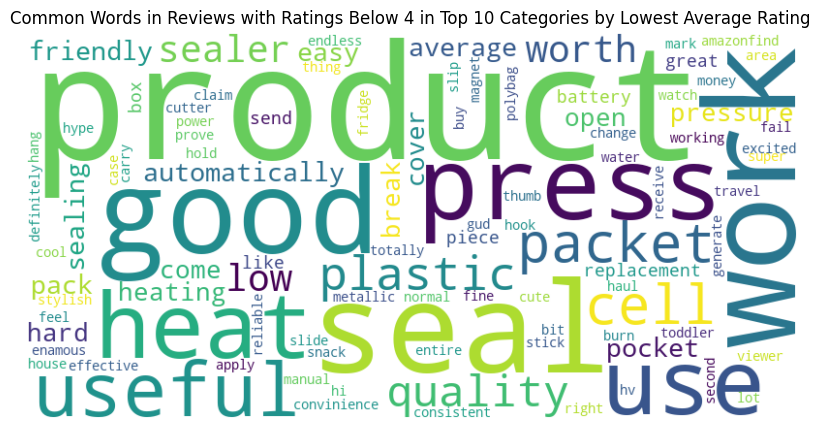 Common Words in Reviews with Ratings Below 4 in Top 10 Categories by Lowest Average Rating
product
work
seal
good
press
heat
use
useful
packet
plastic
quality
cell
low
sealer
worth
average
easy
friendly
endless
thing
mark
amazonfind
area
great
money
box
claim
cutter
power
prove
hold
send
fridge
cover
slip
magnet
buy
polybag
battery
open
change
watch
pressure
working
fail
excited
super
hype
hang
definitely
case
carry
automatically
break
sealing
water
thumb
receive
travel
gud
hook
piece
totally
generate
cool
come
like
pack
heating
stylish
feel
hard
enamous
house
effective
reliable
slide
snack
apply
metallic
normal
fine
cute
entire
replacement
haul
bit
stick
burn
toddler
pocket
viewer
second
lot
hv
right
manual
hi
convinience
consistent